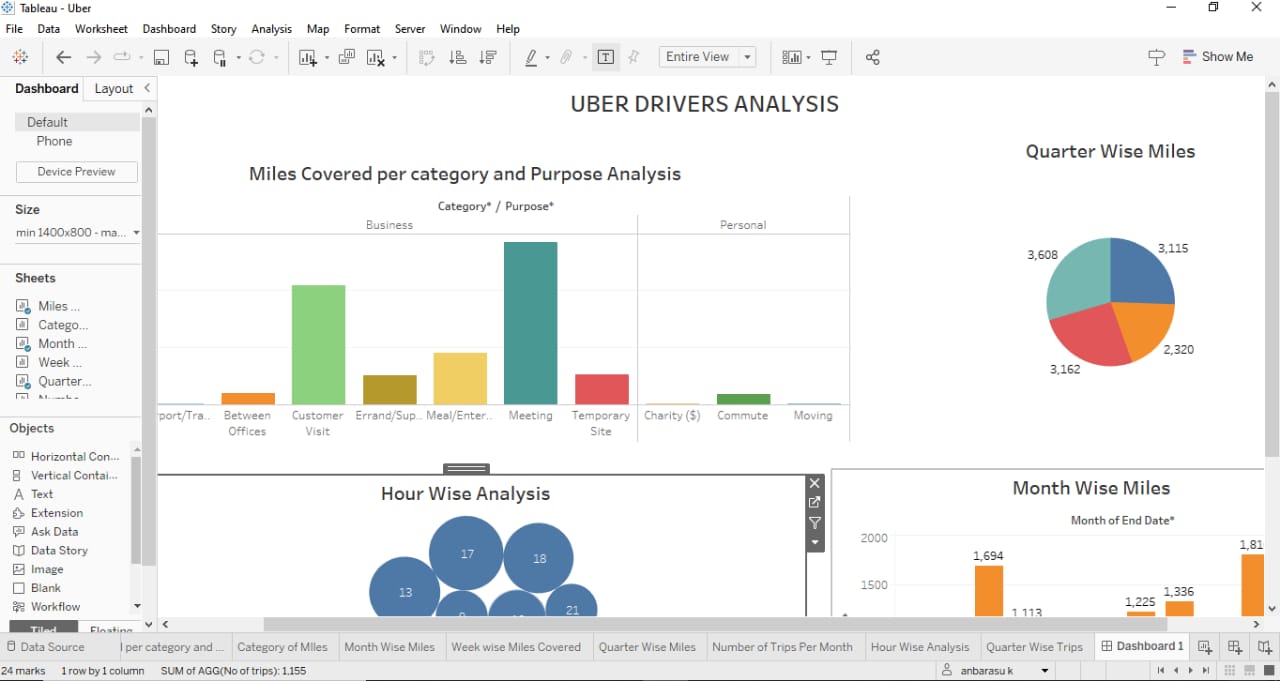 Tableau - Uber
File Data Worksheet Dashboard Story Analysis Map Format Server Window Help
Entire View
Show Me
Dashboard Layout
Default
Phone
Device Preview
Size
min 1400x800 - ma...
Sheets
Miles ...
Catego...
Month ...
Week ...
Quarter...
Objects
Horizontal Con...
Vertical Contai...
Text
Extension
Ask Data
Data Story
Image
Blank
Workflow
Tiled Floating
UBER DRIVERS ANALYSIS
Miles Covered per category and Purpose Analysis
Category* / Purpose*
Business Personal
port/Tra.. Between Offices Customer Visit Errand/Sup.. Meal/Enter.. Meeting Temporary Site Charity ($) Commute Moving
Quarter Wise Miles
3,608
3,115
2,320
3,162
Hour Wise Analysis
17
18
13
21
Month Wise Miles
Month of End Date*
2000
1500
1,694
1,113
1,225
1,336
Data Source l per category and ... Category of MIles Month Wise Miles Week wise Miles Covered Quarter Wise Miles Number of Trips Per Month Hour Wise Analysis Quarter Wise Trips Dashboard 1
24 marks 1 row by 1 column SUM of AGG(No of trips): 1,155 anbarasu k